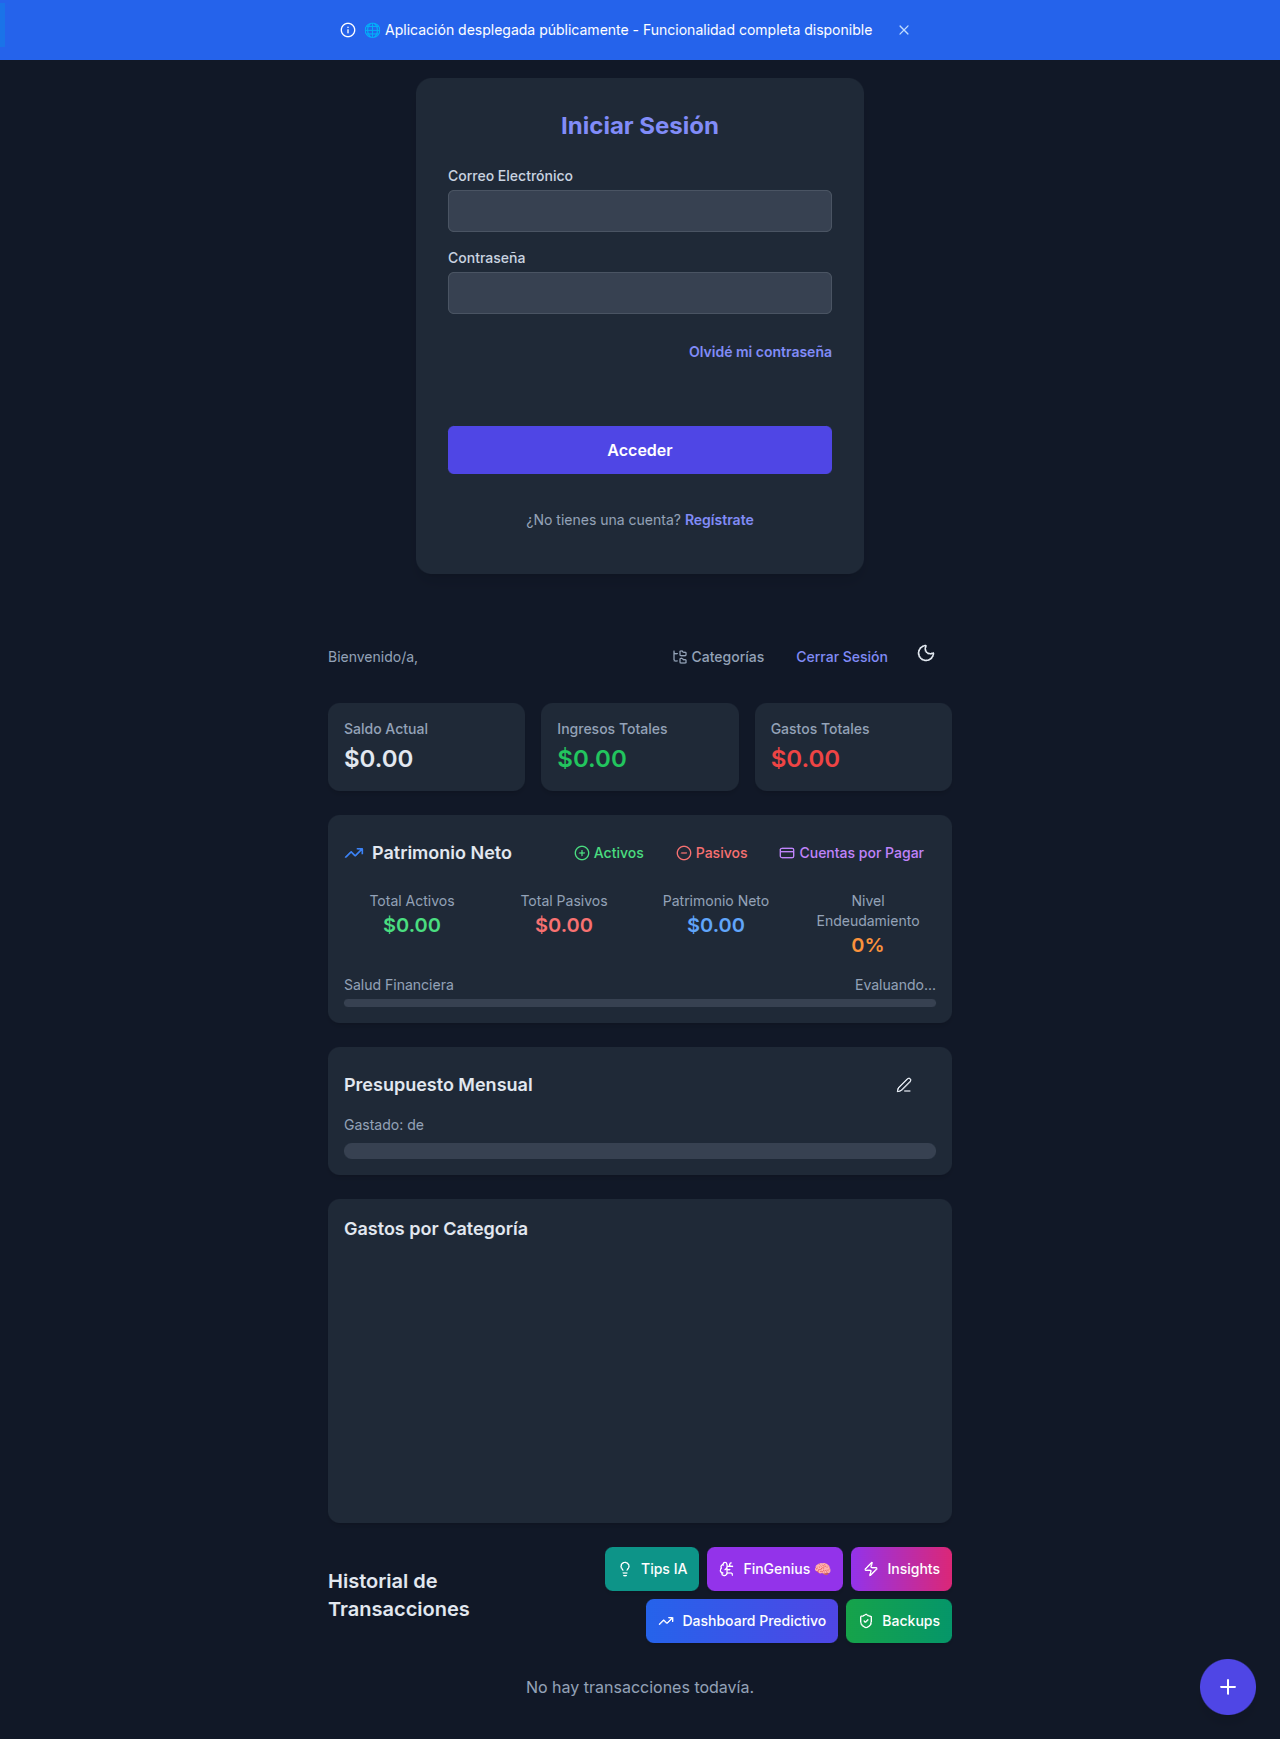 🌐 Aplicación desplegada públicamente - Funcionalidad completa disponible
Iniciar Sesión
Correo Electrónico
Contraseña
Olvidé mi contraseña
Acceder
¿No tienes una cuenta? Regístrate
Bienvenido/a,
Categorías
Cerrar Sesión
Saldo Actual
$0.00
Ingresos Totales
$0.00
Gastos Totales
$0.00
Patrimonio Neto
Activos
Pasivos
Cuentas por Pagar
Total Activos
$0.00
Total Pasivos
$0.00
Patrimonio Neto
$0.00
Nivel
Endeudamiento
0%
Salud Financiera
Evaluando...
Presupuesto Mensual
Gastado: de
Gastos por Categoría
Historial de
Transacciones
Tips IA
FinGenius 🧠
Insights
Dashboard Predictivo
Backups
No hay transacciones todavía.